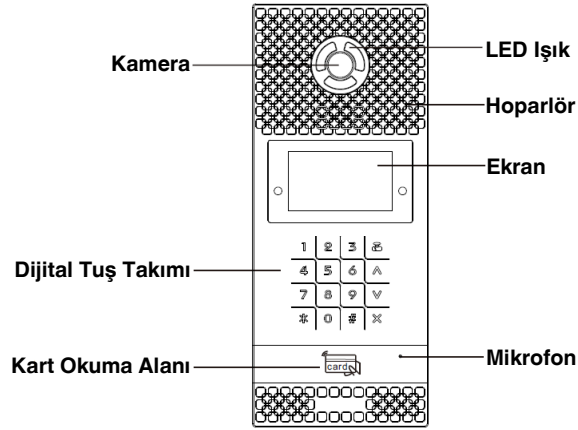 LED Işık
Kamera
Hoparlör
Ekran
1 2 3
Dijital Tuş Takımı
4 5 6
7 8 9
* 0 #
Mikrofon
Kart Okuma Alanı
card